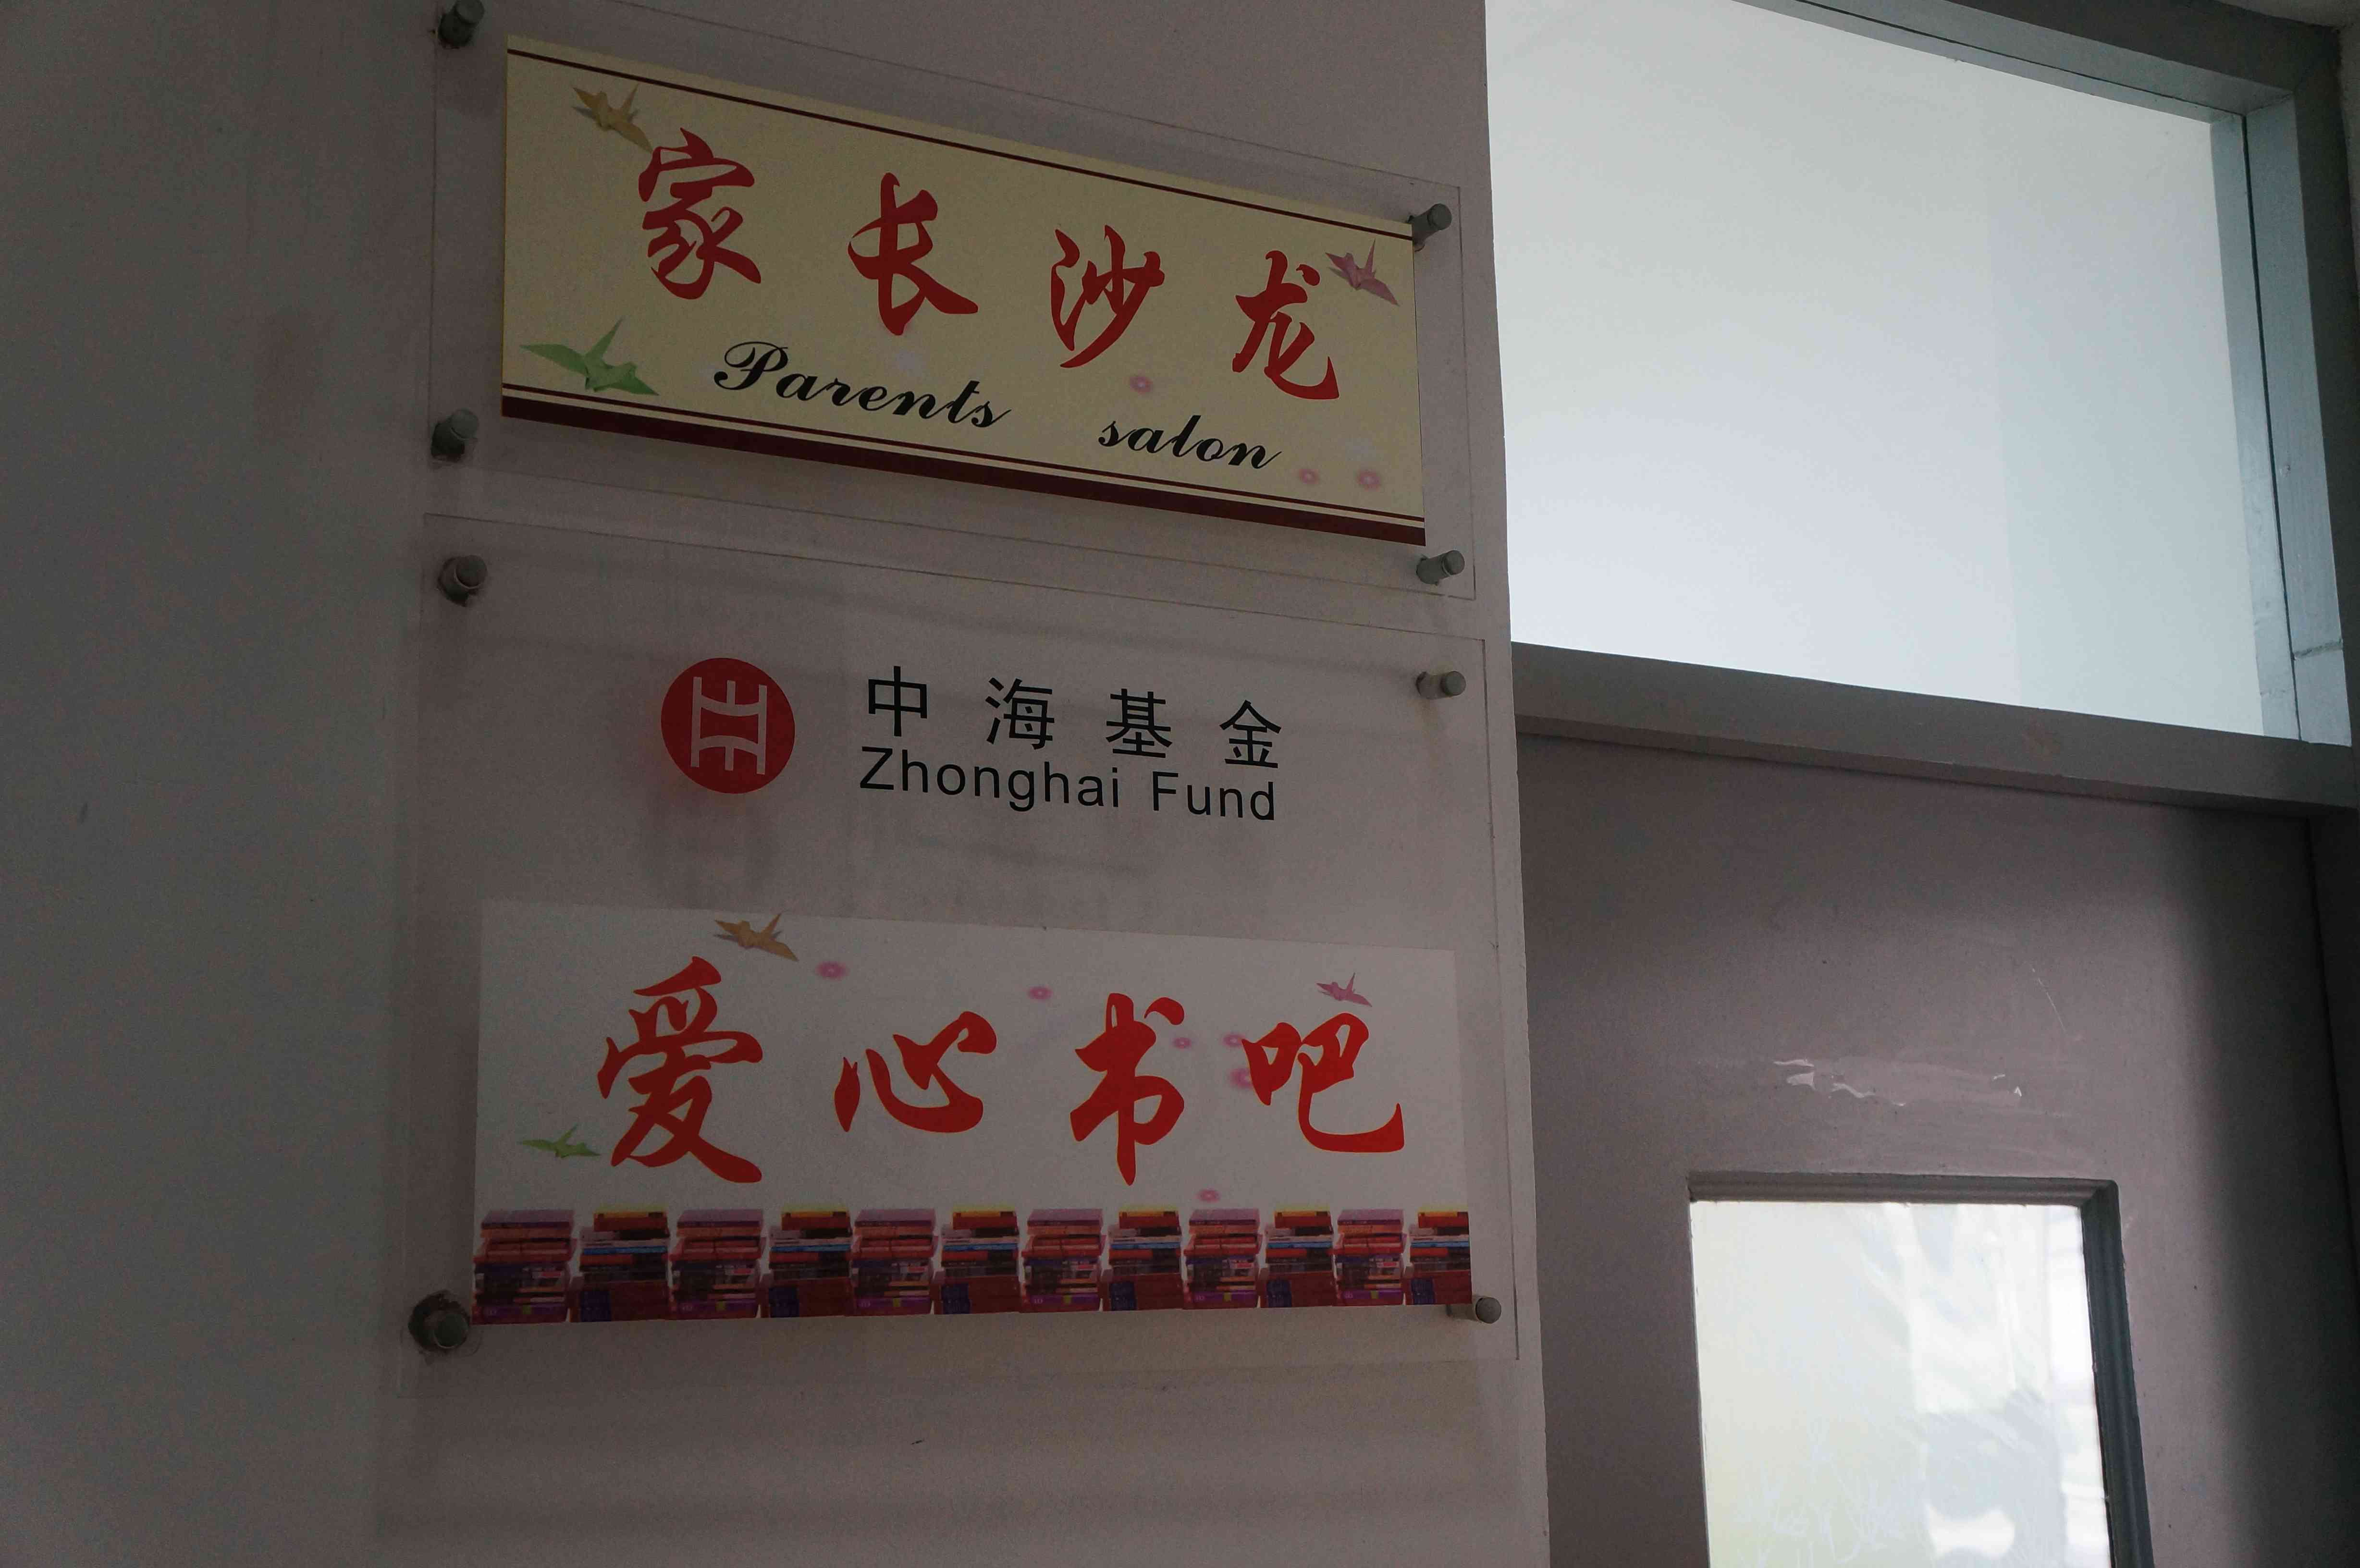 家长沙龙
Parents salon
中海基金
Zhonghai Fund
爱心书吧